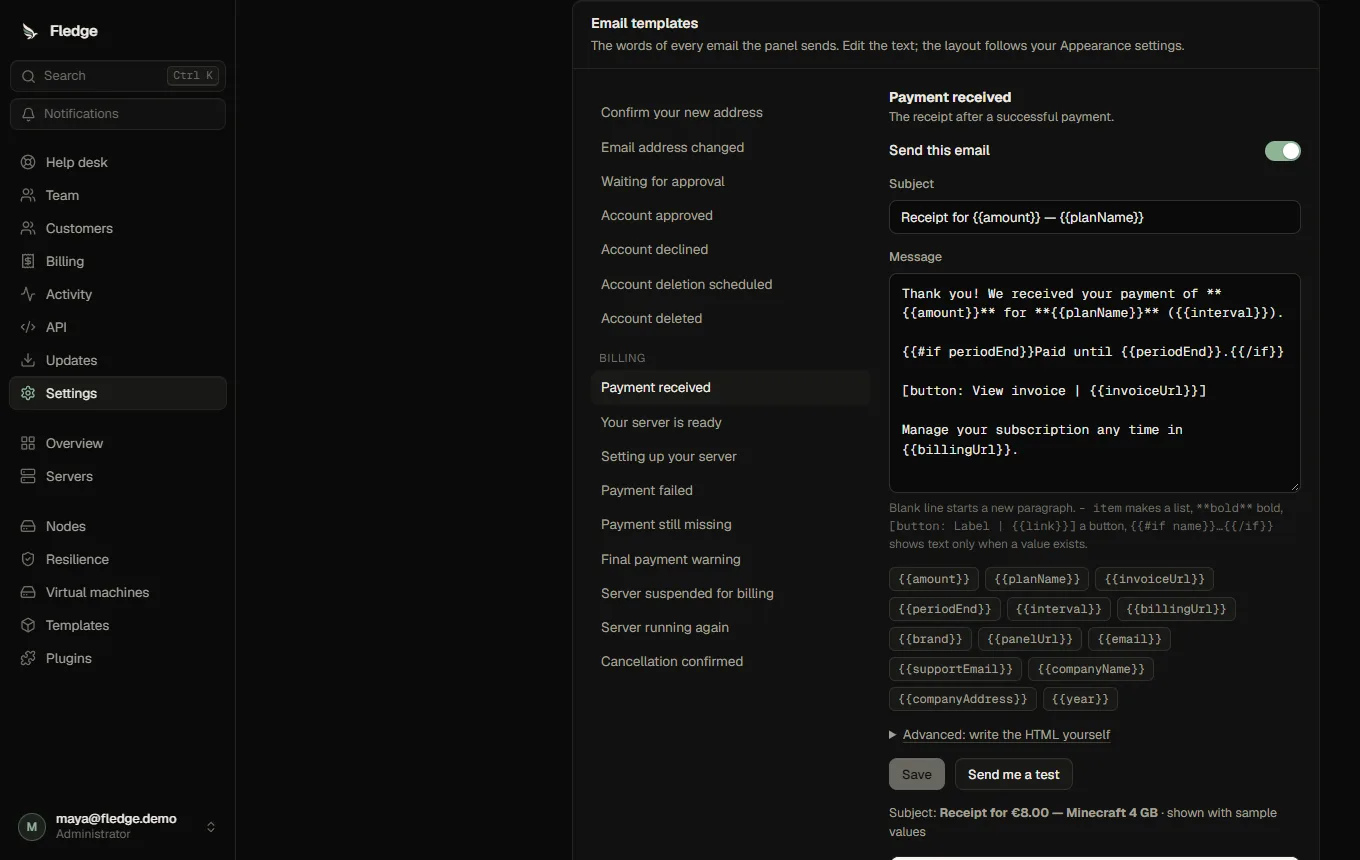 Fledge
Search
Ctrl K
Notifications
Help desk
Team
Customers
Billing
Activity
API
Updates
Settings
Overview
Servers
Nodes
Resilience
Virtual machines
Templates
Plugins
M
maya@fledge.demo
Administrator
Email templates
The words of every email the panel sends. Edit the text; the layout follows your Appearance settings.
Confirm your new address
Email address changed
Waiting for approval
Account approved
Account declined
Account deletion scheduled
Account deleted
BILLING
Payment received
Your server is ready
Setting up your server
Payment failed
Payment still missing
Final payment warning
Server suspended for billing
Server running again
Cancellation confirmed
Payment received
The receipt after a successful payment.
Send this email
Subject
Receipt for {{amount}} — {{planName}}
Message
Thank you! We received your payment of **
{{amount}}** for **{{planName}}** ({{interval}}).
{{#if periodEnd}}Paid until {{periodEnd}}.{{/if}}
[button: View invoice | {{invoiceUrl}}]
Manage your subscription any time in
{{billingUrl}}.
Blank line starts a new paragraph. - item makes a list, **bold** bold,
[button: Label | {{link}}] a button, {{#if name}}…{{/if}}
shows text only when a value exists.
{{amount}} {{planName}} {{invoiceUrl}}
{{periodEnd}} {{interval}} {{billingUrl}}
{{brand}} {{panelUrl}} {{email}}
{{supportEmail}} {{companyName}}
{{companyAddress}} {{year}}
Advanced: write the HTML yourself
Save
Send me a test
Subject: Receipt for €8.00 — Minecraft 4 GB · shown with sample
values